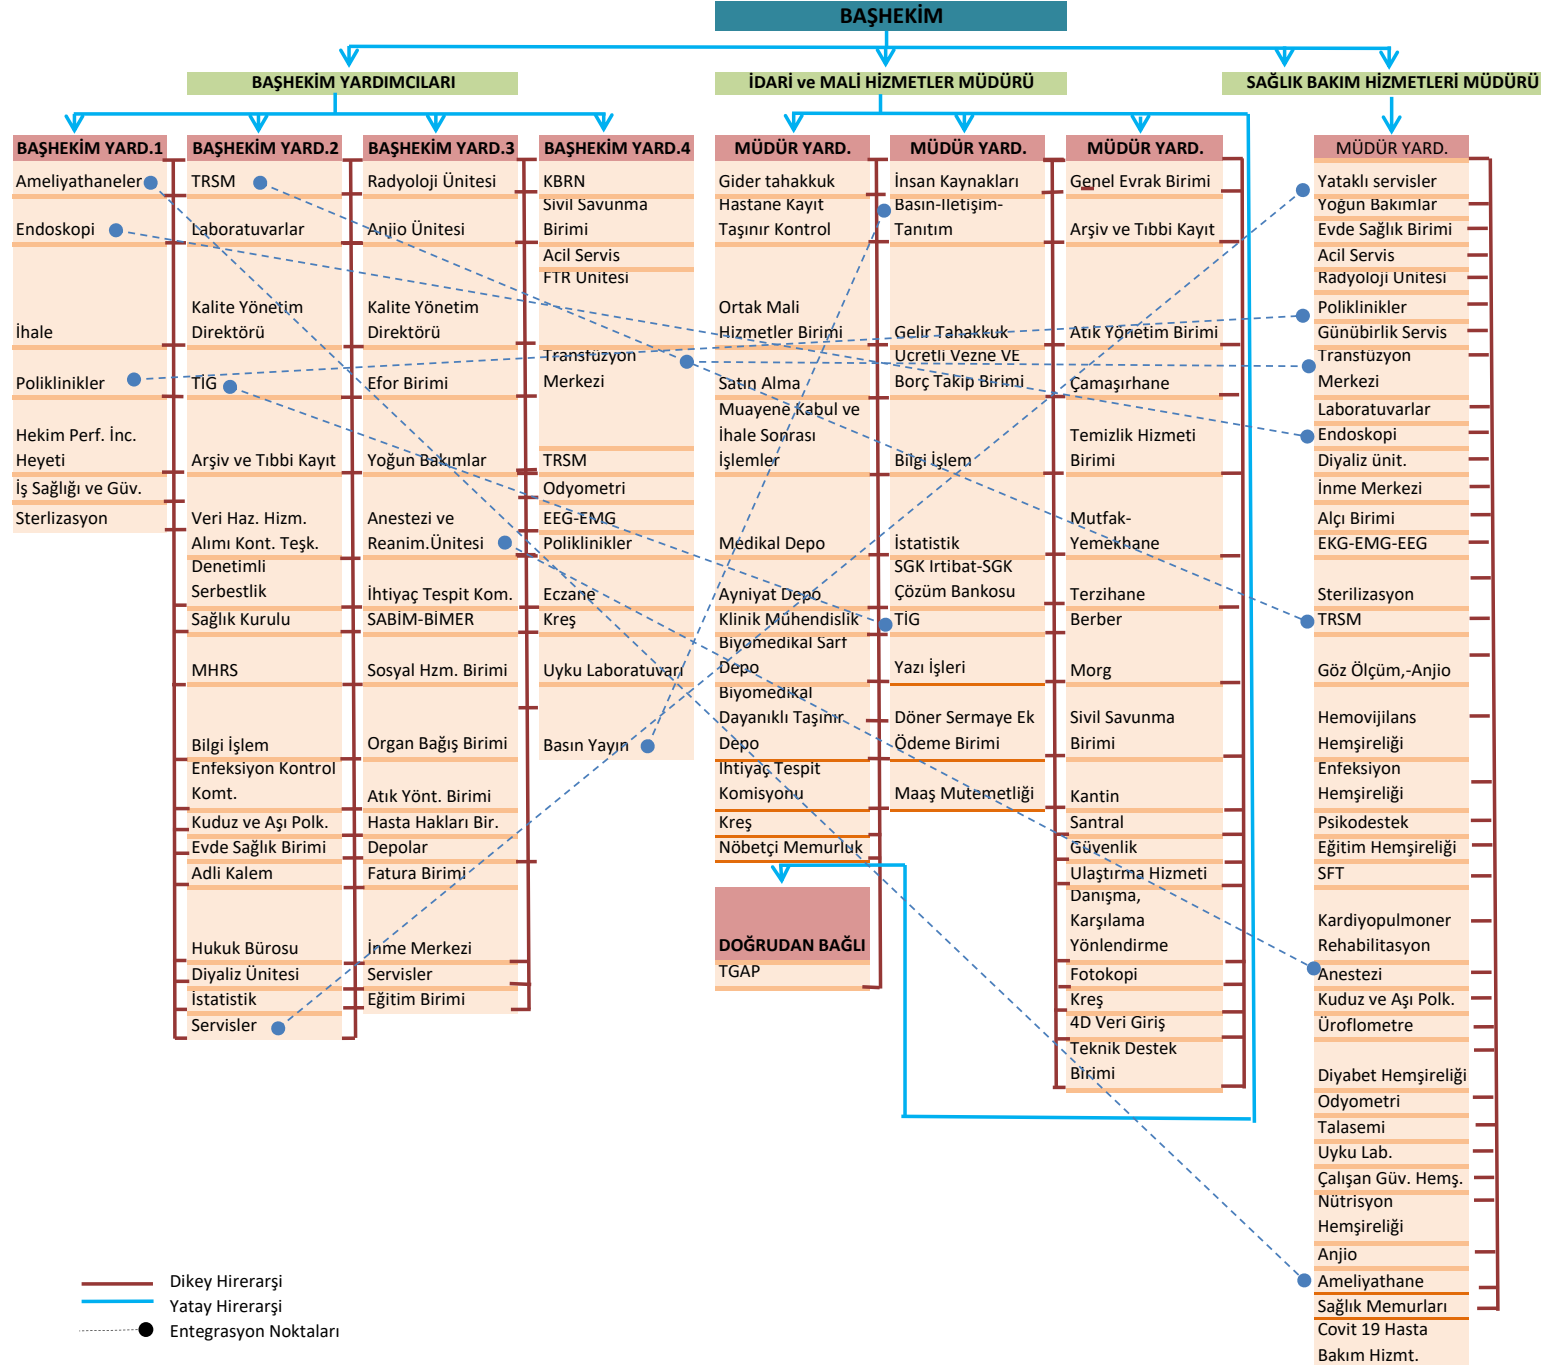 BAŞHEKİM
BAŞHEKİM YARDIMCILARI
İDARİ ve MALİ HİZMETLER MÜDÜRÜ
SAĞLIK BAKIM HİZMETLERİ MÜDÜRÜ
BAŞHEKİM YARD.1
Ameliyathaneler
Endoskopi
İhale
Poliklinikler
Hekim Perf. İnc.
Heyeti
İş Sağlığı ve Güv.
Sterlizasyon
BAŞHEKİM YARD.2
TRSM
Laboratuvarlar
Kalite Yönetim
Direktörü
TİG
Arşiv ve Tıbbi Kayıt
Veri Haz. Hizm.
Alımı Kont. Teşk.
Denetimli
Serbestlik
Sağlık Kurulu
MHRS
Bilgi İşlem
Enfeksiyon Kontrol
Komt.
Kuduz ve Aşı Polk.
Evde Sağlık Birimi
Adli Kalem
Hukuk Bürosu
Diyaliz Ünitesi
İstatistik
Servisler
BAŞHEKİM YARD.3
Radyoloji Ünitesi
Anjio Ünitesi
Kalite Yönetim
Direktörü
Efor Birimi
Yoğun Bakımlar
Anestezi ve
Reanim.Ünitesi
İhtiyaç Tespit Kom.
SABİM-BİMER
Sosyal Hzm. Birimi
Organ Bağış Birimi
Atık Yönt. Birimi
Hasta Hakları Bir.
Depolar
Fatura Birimi
İnme Merkezi
Servisler
Eğitim Birimi
BAŞHEKİM YARD.4
KBRN
Sivil Savunma
Birimi
Acil Servis
FTR Ünitesi
Transfüzyon
Merkezi
TRSM
Odyometri
EEG-EMG
Poliklinikler
Eczane
Kreş
Uyku Laboratuvarı
Basın Yayın
MÜDÜR YARD.
Gider tahakkuk
Hastane Kayıt
Taşınır Kontrol
Ortak Mali
Hizmetler Birimi
Satın Alma
Muayene Kabul ve
İhale Sonrası
İşlemler
Medikal Depo
Ayniyat Depo
Klinik Mühendislik
Biyomedikal Sarf
Depo
Biyomedikal
Dayanıklı Taşınır
Depo
İhtiyaç Tespit
Komisyonu
Kreş
Nöbetçi Memurluk
DOĞRUDAN BAĞLI
TGAP
MÜDÜR YARD.
İnsan Kaynakları
Basın-İletişim-
Tanıtım
Gelir Tahakkuk
Ücretli Vezne VE
Borç Takip Birimi
Bilgi İşlem
İstatistik
SGK İrtibat-SGK
Çözüm Bankosu
TİG
Yazı İşleri
Döner Sermaye Ek
Ödeme Birimi
Maaş Mutemetliği
MÜDÜR YARD.
Genel Evrak Birimi
Arşiv ve Tıbbi Kayıt
Atık Yönetim Birimi
Çamaşırhane
Temizlik Hizmeti
Birimi
Mutfak-
Yemekhane
Terzihane
Berber
Morg
Sivil Savunma
Birimi
Kantin
Santral
Güvenlik
Ulaştırma Hizmeti
Danışma,
Karşılama
Yönlendirme
Fotokopi
Kreş
4D Veri Giriş
Teknik Destek
Birimi
MÜDÜR YARD.
Yataklı servisler
Yoğun Bakımlar
Evde Sağlık Birimi
Acil Servis
Radyoloji Ünitesi
Poliklinikler
Günübirlik Servis
Transfüzyon
Merkezi
Laboratuvarlar
Endoskopi
Diyaliz ünit.
İnme Merkezi
Alçı Birimi
EKG-EMG-EEG
Sterilizasyon
TRSM
Göz Ölçüm,-Anjio
Hemovijilans
Hemşireliği
Enfeksiyon
Hemşireliği
Psikodestek
Eğitim Hemşireliği
SFT
Kardiyopulmoner
Rehabilitasyon
Anestezi
Kuduz ve Aşı Polk.
Üroflometre
Diyabet Hemşireliği
Odyometri
Talasemi
Uyku Lab.
Çalışan Güv. Hemş.
Nütrisyon
Hemşireliği
Anjio
Ameliyathane
Sağlık Memurları
Covit 19 Hasta
Bakım Hizmt.
Dikey Hirerarşi
Yatay Hirerarşi
Entegrasyon Noktaları